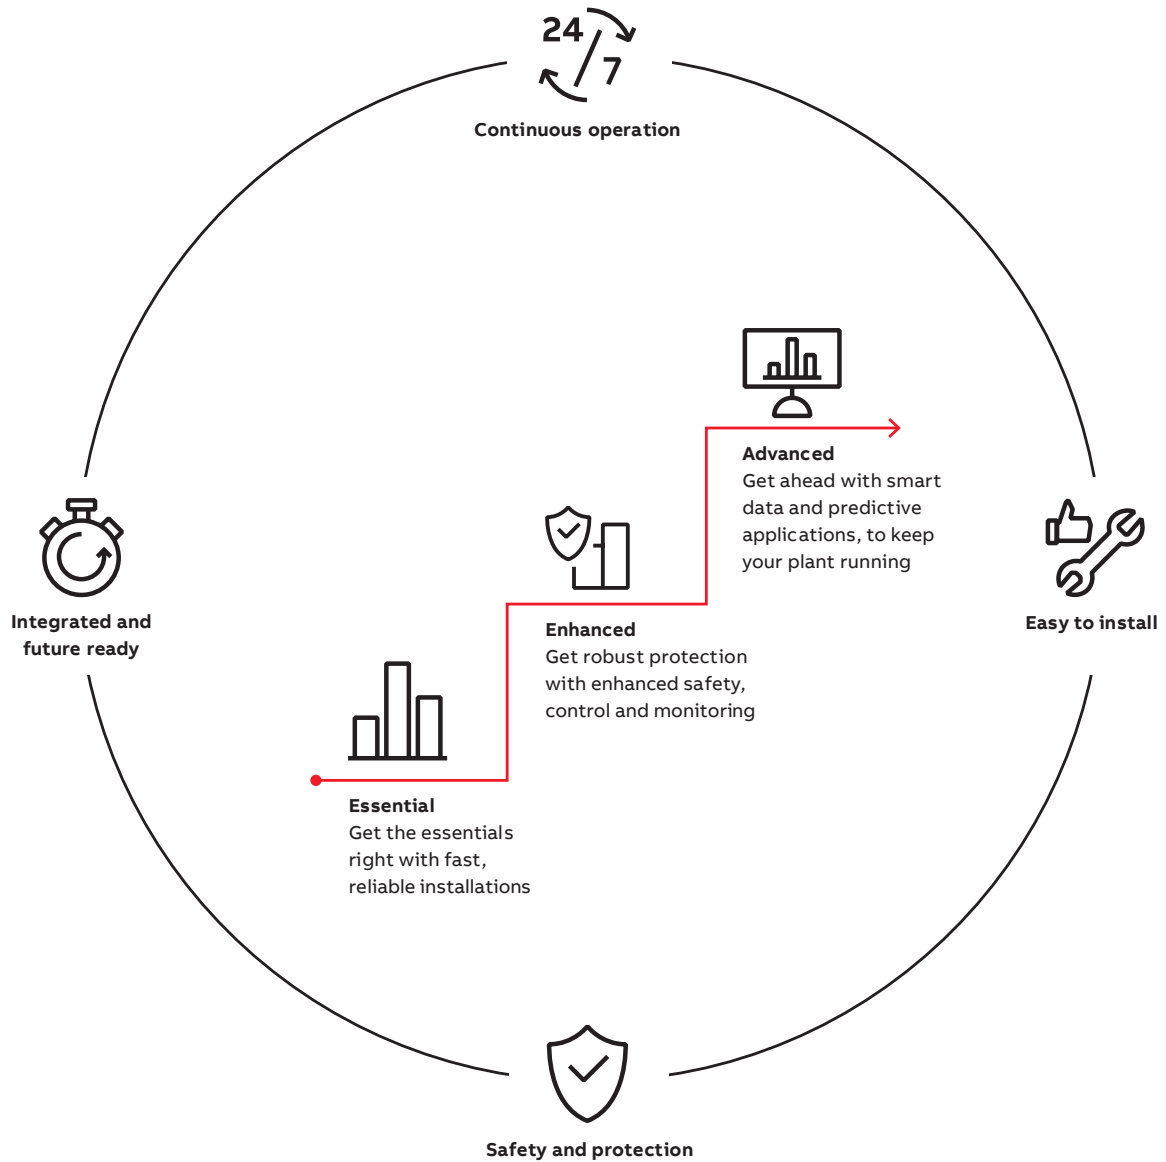 24
7
Continuous operation
Advanced
Get ahead with smart
data and predictive
applications, to keep
your plant running
Integrated and
future ready
Easy to install
Enhanced
Get robust protection
with enhanced safety,
control and monitoring
Essential
Get the essentials
right with fast,
reliable installations
Safety and protection